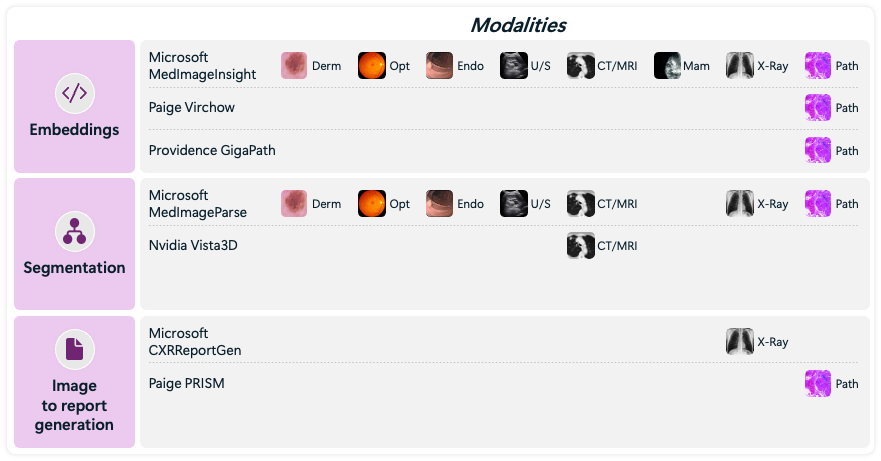 Modalities
Embeddings
Microsoft
MedImageInsight
Derm Opt Endo U/S CT/MRI Mam X-Ray Path
Paige Virchow Path
Providence GigaPath Path
Segmentation
Microsoft
MedImageParse
Derm Opt Endo U/S CT/MRI X-Ray Path
Nvidia Vista3D CT/MRI
Image
to report
generation
Microsoft
CXRReportGen
X-Ray
Paige PRISM Path